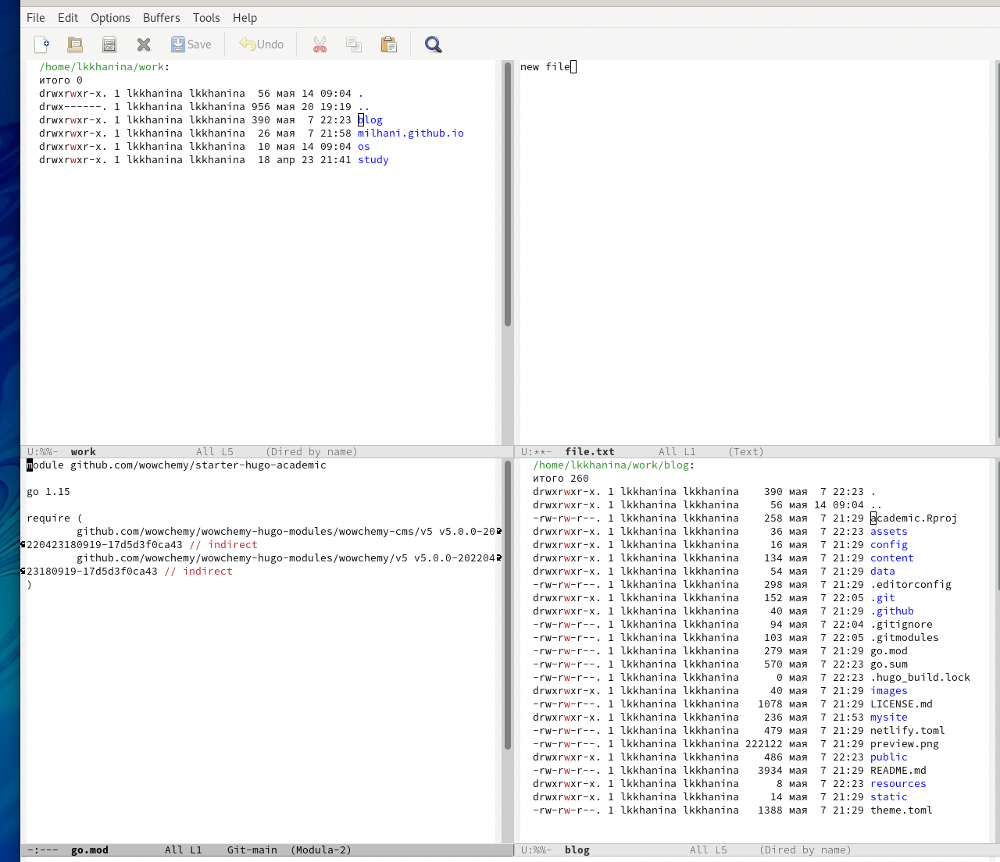 File Edit Options Buffers Tools Help
Save Undo
/home/lkkhanina/work:
итого 0
drwxrwxr-x. 1 lkkhanina lkkhanina  56 мая 14 09:04 .
drwx------. 1 lkkhanina lkkhanina 956 мая 20 19:19 ..
drwxrwxr-x. 1 lkkhanina lkkhanina 390 мая  7 22:23 blog
drwxrwxr-x. 1 lkkhanina lkkhanina  26 мая  7 21:58 milhani.github.io
drwxrwxr-x. 1 lkkhanina lkkhanina  10 мая 14 09:04 os
drwxrwxr-x. 1 lkkhanina lkkhanina  18 апр 23 21:41 study
U:%%-  work  All L5  (Dired by name)
new file
U:**-  file.txt  All L1  (Text)
module github.com/wowchemy/starter-hugo-academic
go 1.15
require (
github.com/wowchemy/wowchemy-hugo-modules/wowchemy-cms/v5 v5.0.0-20
220423180919-17d5d3f0ca43 // indirect
github.com/wowchemy/wowchemy-hugo-modules/wowchemy/v5 v5.0.0-202204
23180919-17d5d3f0ca43 // indirect
)
-:---  go.mod  All L1  Git-main  (Modula-2)
/home/lkkhanina/work/blog:
итого 260
drwxrwxr-x. 1 lkkhanina lkkhanina    390 мая  7 22:23 .
drwxrwxr-x. 1 lkkhanina lkkhanina     56 мая 14 09:04 ..
-rw-rw-r--. 1 lkkhanina lkkhanina    258 мая  7 21:29 academic.Rproj
drwxrwxr-x. 1 lkkhanina lkkhanina     36 мая  7 22:23 assets
drwxrwxr-x. 1 lkkhanina lkkhanina     16 мая  7 21:29 config
drwxrwxr-x. 1 lkkhanina lkkhanina    134 мая  7 21:29 content
drwxrwxr-x. 1 lkkhanina lkkhanina     54 мая  7 21:29 data
-rw-rw-r--. 1 lkkhanina lkkhanina    298 мая  7 21:29 .editorconfig
drwxrwxr-x. 1 lkkhanina lkkhanina    152 мая  7 22:05 .git
drwxrwxr-x. 1 lkkhanina lkkhanina     40 мая  7 21:29 .github
-rw-rw-r--. 1 lkkhanina lkkhanina     94 мая  7 22:04 .gitignore
-rw-rw-r--. 1 lkkhanina lkkhanina    103 мая  7 22:05 .gitmodules
-rw-rw-r--. 1 lkkhanina lkkhanina    279 мая  7 21:29 go.mod
-rw-rw-r--. 1 lkkhanina lkkhanina    570 мая  7 22:23 go.sum
-rw-rw-r--. 1 lkkhanina lkkhanina      0 мая  7 22:23 .hugo_build.lock
drwxrwxr-x. 1 lkkhanina lkkhanina     40 мая  7 21:29 images
-rw-rw-r--. 1 lkkhanina lkkhanina   1078 мая  7 21:29 LICENSE.md
drwxrwxr-x. 1 lkkhanina lkkhanina    236 мая  7 21:53 mysite
-rw-rw-r--. 1 lkkhanina lkkhanina    479 мая  7 21:29 netlify.toml
-rw-rw-r--. 1 lkkhanina lkkhanina 222122 мая  7 21:29 preview.png
drwxrwxr-x. 1 lkkhanina lkkhanina    486 мая  7 22:23 public
-rw-rw-r--. 1 lkkhanina lkkhanina   3934 мая  7 21:29 README.md
drwxrwxr-x. 1 lkkhanina lkkhanina      8 мая  7 22:23 resources
drwxrwxr-x. 1 lkkhanina lkkhanina     14 мая  7 21:29 static
-rw-rw-r--. 1 lkkhanina lkkhanina   1388 мая  7 21:29 theme.toml
U:%%-  blog  All L5  (Dired by name)